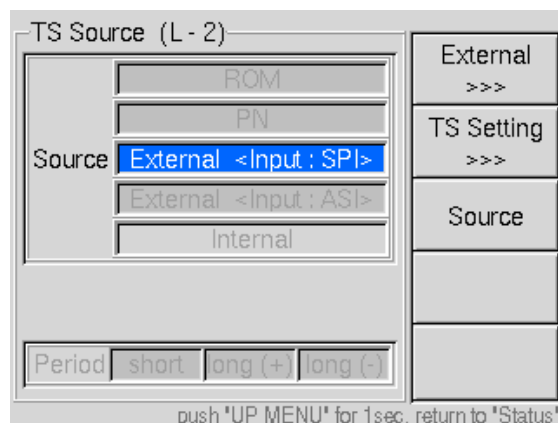 TS Source (L - 2)
Source
ROM
PN
External <Input : SPI>
External <Input : ASI>
Internal
Period short long (+) long (-)
External
>>>
TS Setting
>>>
Source
push "UP MENU" for 1sec. return to "Status"